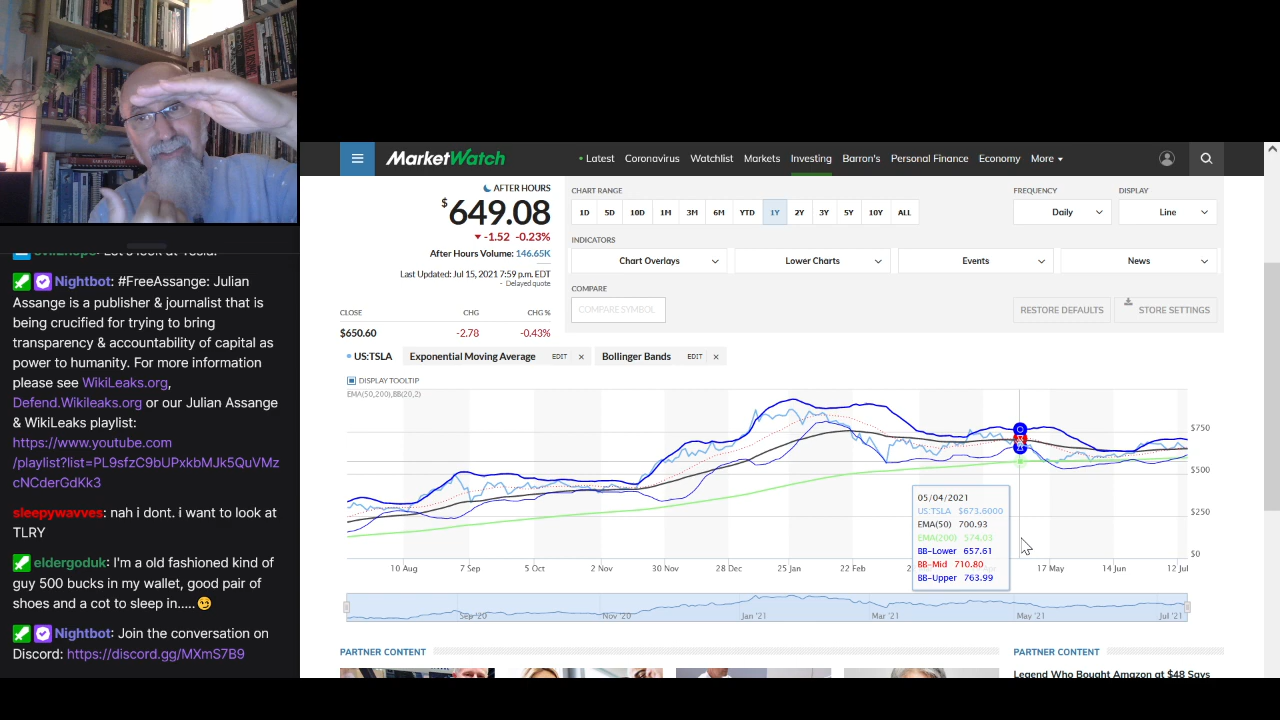 Nightbot: #FreeAssange: Julian
Assange is a publisher & journalist that is
being crucified for trying to bring
transparency & accountability of capital as
power to humanity. For more information
please see WikiLeaks.org,
Defend.Wikileaks.org or our Julian Assange
& WikiLeaks playlist:
https://www.youtube.com
/playlist?list=PL9sfzC9bUPxkbMJk5QuVMz
cNCderGdKk3
sleepywavves: nah i dont. i want to look at
TLRY
eldergoduk: I'm a old fashioned kind of
guy 500 bucks in my wallet, good pair of
shoes and a cot to sleep in.....
Nightbot: Join the conversation on
Discord: https://discord.gg/MXmS7B9
MarketWatch
Latest Coronavirus Watchlist Markets Investing Barron's Personal Finance Economy More
AFTER HOURS
$649.08
-1.52 -0.23%
After Hours Volume: 146.65K
Last Updated: Jul 15, 2021 7:59 p.m. EDT
Delayed quote
CLOSE CHG CHG %
$650.60 -2.78 -0.43%
CHART RANGE
1D 5D 10D 1M 3M 6M YTD 1Y 2Y 3Y 5Y 10Y ALL
FREQUENCY
Daily
DISPLAY
Line
INDICATORS
Chart Overlays Lower Charts Events News
COMPARE
COMPARE SYMBOL
RESTORE DEFAULTS STORE SETTINGS
US:TSLA Exponential Moving Average EDIT × Bollinger Bands EDIT ×
DISPLAY TOOLTIP
EMA(50,200),BB(20,2)
$750
$500
$250
$0
05/04/2021
US:TSLA $673.6000
EMA(50) 700.93
EMA(200) 574.03
BB-Lower 657.61
BB-Mid 710.80
BB-Upper 763.99
10 Aug 7 Sep 5 Oct 2 Nov 30 Nov 28 Dec 25 Jan 22 Feb 17 May 14 Jun 12 Jul
Sep '20 Nov '20 Jan '21 Mar '21 May '21 Jul '21
PARTNER CONTENT
PARTNER CONTENT
Legend Who Bought Amazon at $48 Says